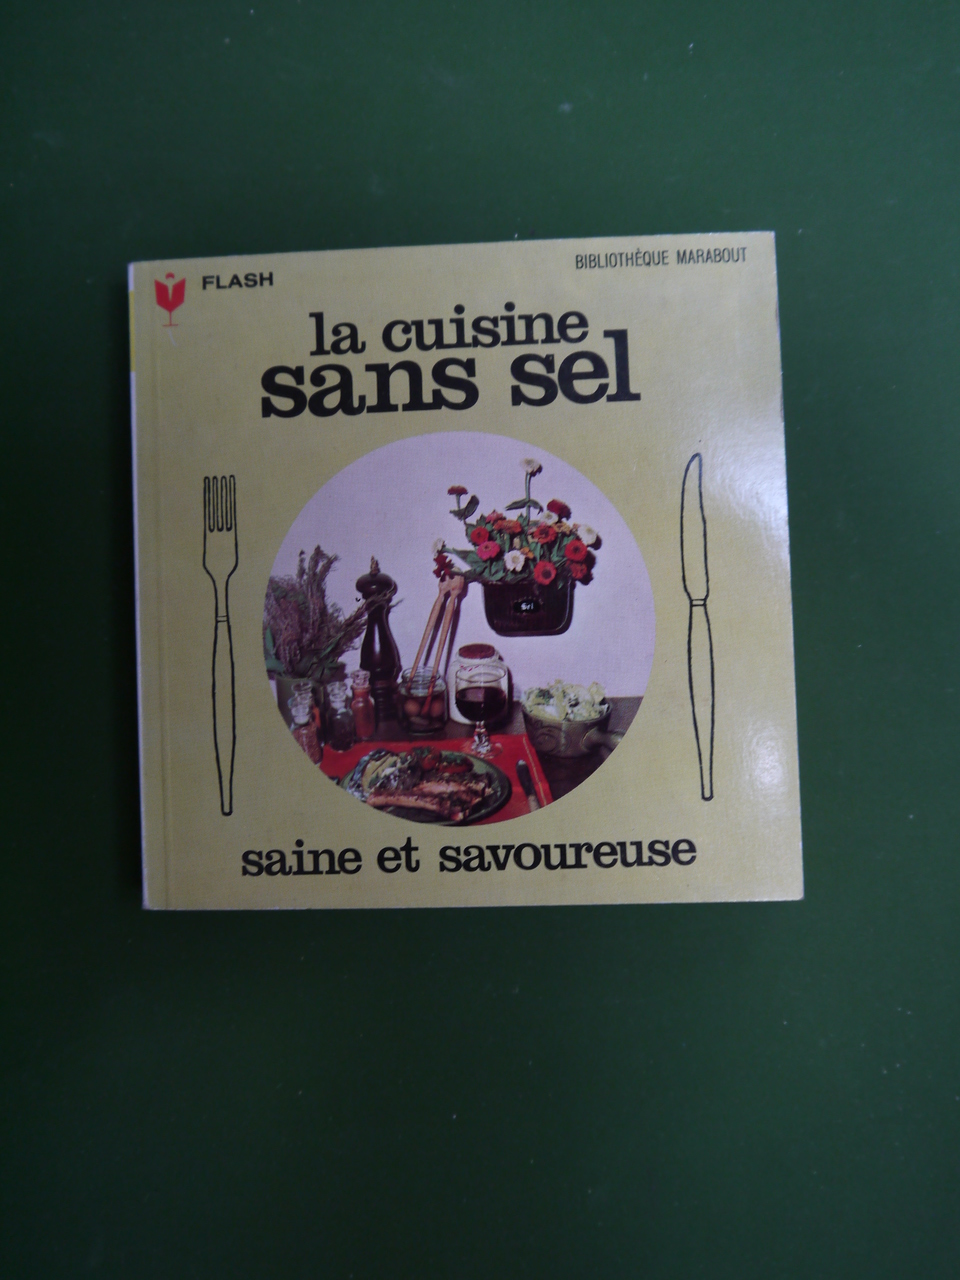 FLASH
BIBLIOTHÈQUE MARABOUT
la cuisine
sans sel
Sel
saine et savoureuse